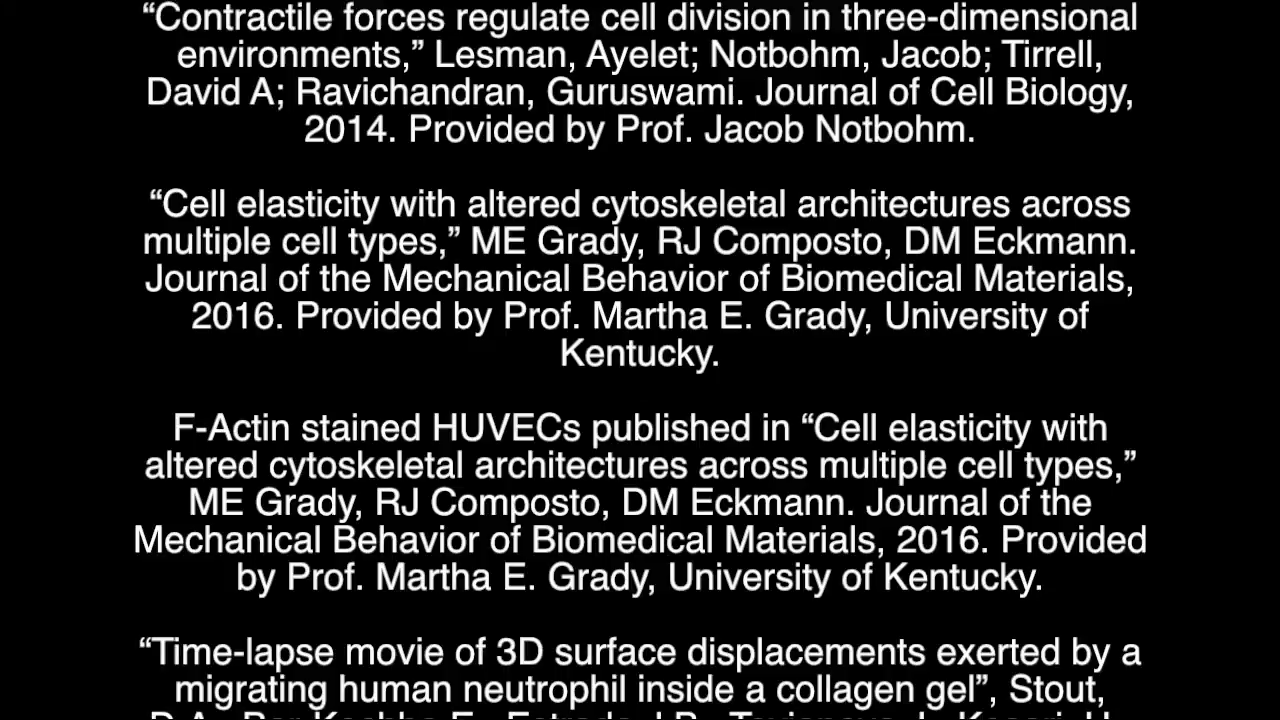 “Contractile forces regulate cell division in three-dimensional
environments,” Lesman, Ayelet; Notbohm, Jacob; Tirrell,
David A; Ravichandran, Guruswami. Journal of Cell Biology,
2014. Provided by Prof. Jacob Notbohm.
“Cell elasticity with altered cytoskeletal architectures across
multiple cell types,” ME Grady, RJ Composto, DM Eckmann.
Journal of the Mechanical Behavior of Biomedical Materials,
2016. Provided by Prof. Martha E. Grady, University of
Kentucky.
F-Actin stained HUVECs published in “Cell elasticity with
altered cytoskeletal architectures across multiple cell types,”
ME Grady, RJ Composto, DM Eckmann. Journal of the
Mechanical Behavior of Biomedical Materials, 2016. Provided
by Prof. Martha E. Grady, University of Kentucky.
“Time-lapse movie of 3D surface displacements exerted by a
migrating human neutrophil inside a collagen gel”, Stout,